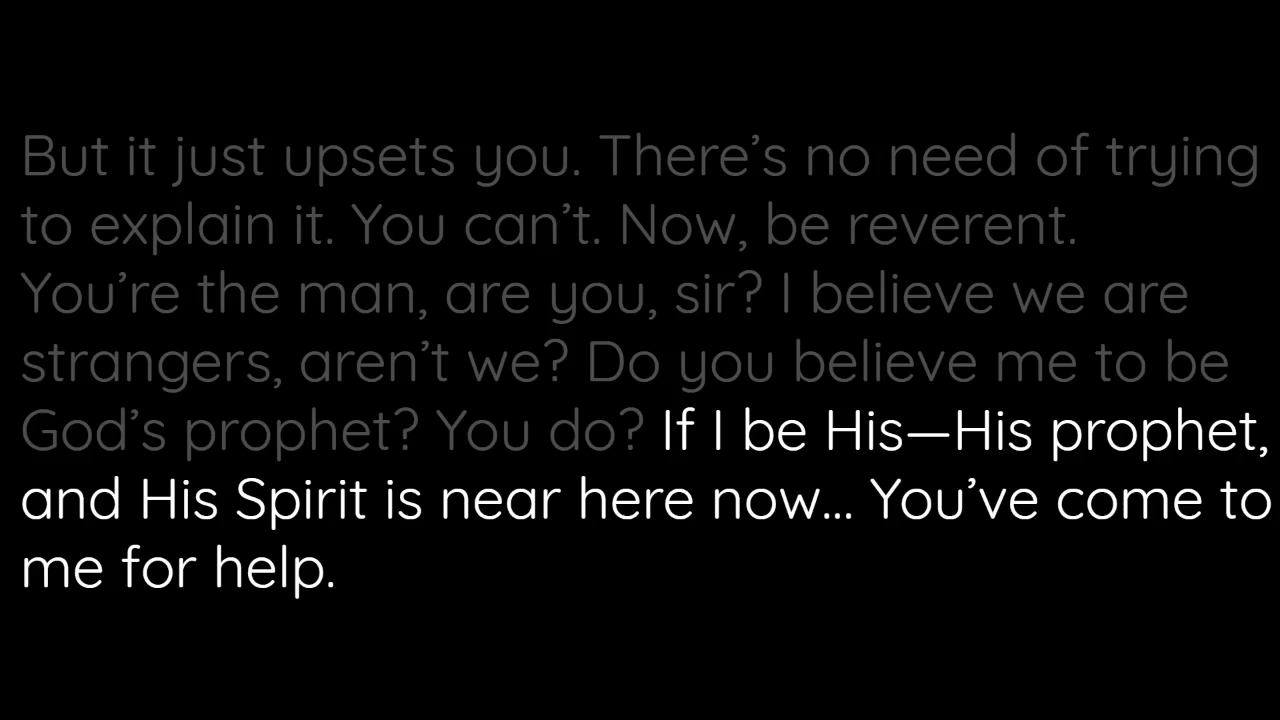 But it just upsets you. There’s no need of trying
to explain it. You can’t. Now, be reverent.
You’re the man, are you, sir? I believe we are
strangers, aren’t we? Do you believe me to be
God’s prophet? You do? If I be His—His prophet,
and His Spirit is near here now... You’ve come to
me for help.